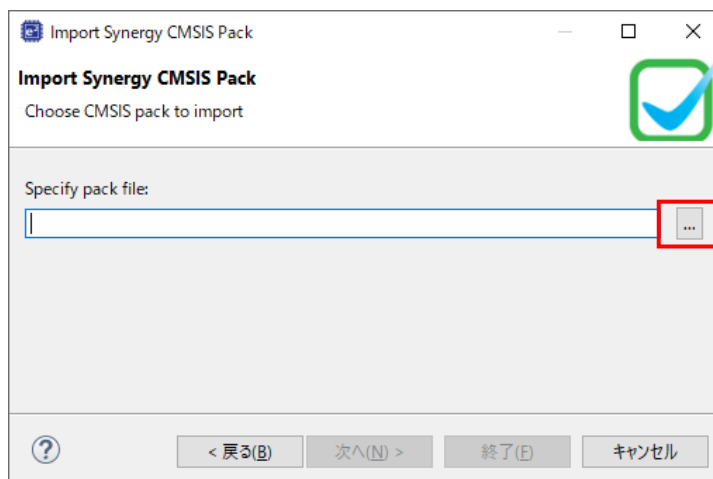 Import Synergy CMSIS Pack
Import Synergy CMSIS Pack
Choose CMSIS pack to import
Specify pack file:
...
?
< 戻る(B) 次へ(N) > 終了(F) キャンセル